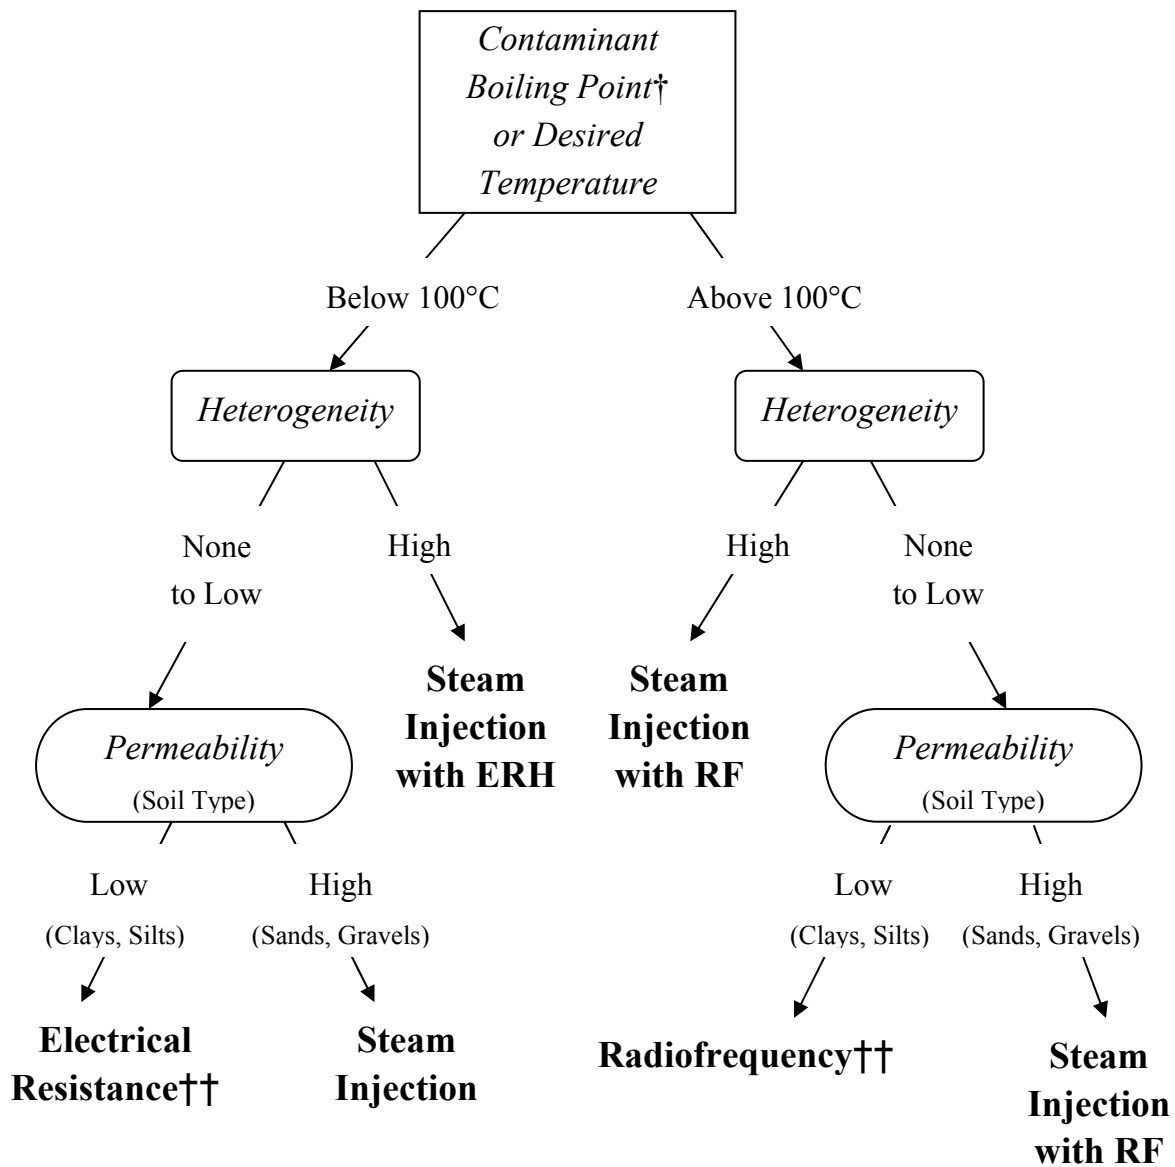 Contaminant
Boiling Point†
or Desired
Temperature
Below 100°C
Above 100°C
Heterogeneity
Heterogeneity
None
to Low
High
High
None
to Low
Steam
Injection
with ERH
Steam
Injection
with RF
Permeability
(Soil Type)
Permeability
(Soil Type)
Low
(Clays, Silts)
High
(Sands, Gravels)
Low
(Clays, Silts)
High
(Sands, Gravels)
Electrical
Resistance††
Steam
Injection
Radiofrequency††
Steam
Injection
with RF